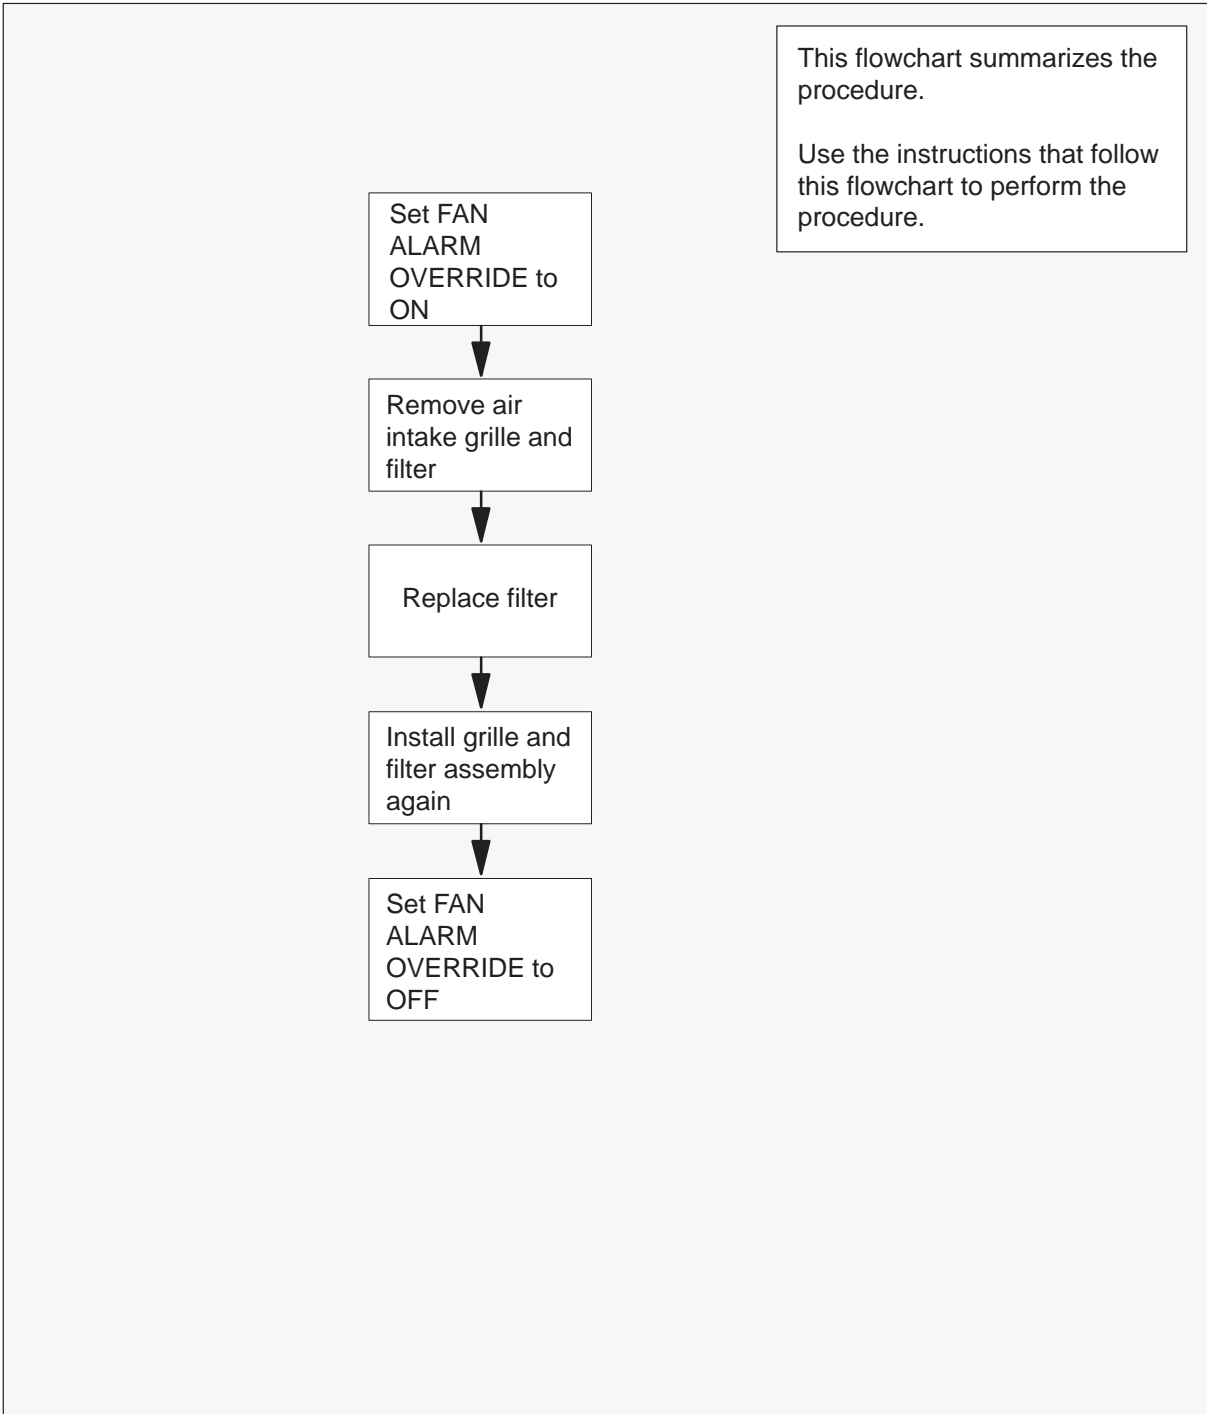 This flowchart summarizes the
procedure.
Use the instructions that follow
this flowchart to perform the
procedure.
Set FAN
ALARM
OVERRIDE to
ON
Remove air
intake grille and
filter
Replace filter
Install grille and
filter assembly
again
Set FAN
ALARM
OVERRIDE to
OFF